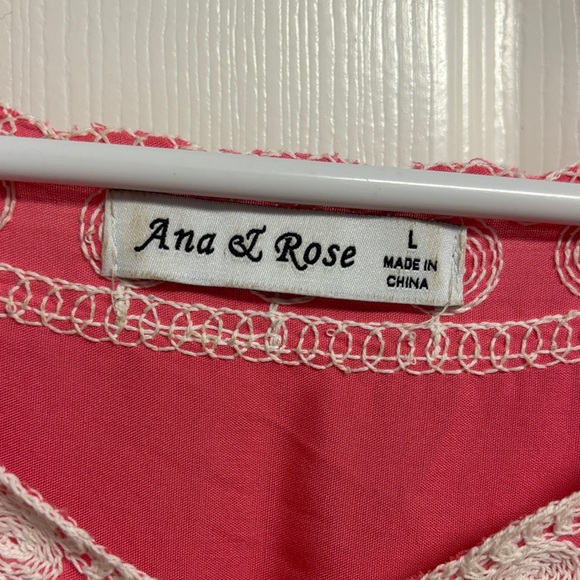 Ana & Rose
L
MADE IN
CHINA